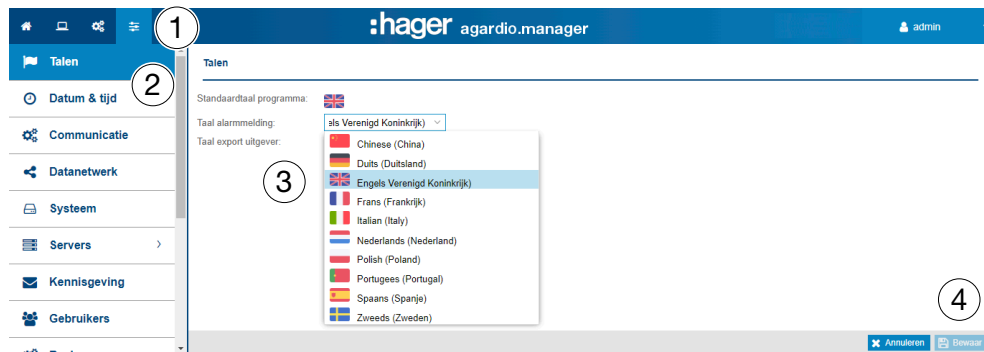 1
:hager agardio.manager
admin
Talen
2
Datum & tijd
Communicatie
Datanetwerk
Systeem
Servers
Kennisgeving
Gebruikers
Talen
Standaardtaal programma:
Taal alarmmelding:
els Verenigd Koninkrijk)
Taal export uitgever:
3
Chinese (China)
Duits (Duitsland)
Engels Verenigd Koninkrijk)
Frans (Frankrijk)
Italian (Italy)
Nederlands (Nederland)
Polish (Poland)
Portugees (Portugal)
Spaans (Spanje)
Zweeds (Zweden)
4
Annuleren
Bewaar